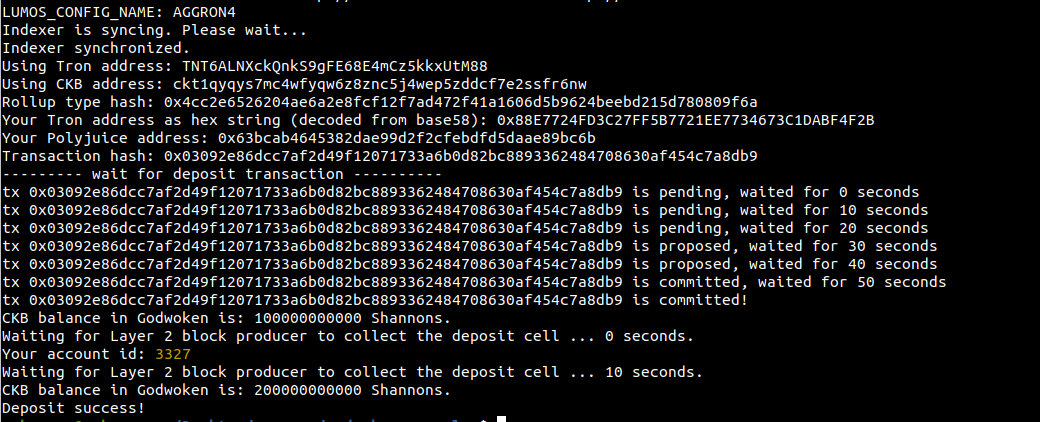 LUMOS_CONFIG_NAME: AGGRON4
Indexer is syncing. Please wait...
Indexer synchronized.
Using Tron address: TNT6ALNXckQnkS9gFE68E4mCz5kkxUtM88
Using CKB address: ckt1qyqys7mc4wfyqw6z8znc5j4wep5zddcf7e2ssfr6nw
Rollup type hash: 0x4cc2e6526204ae6a2e8fcf12f7ad472f41a1606d5b9624beebd215d780809f6a
Your Tron address as hex string (decoded from base58): 0x88E7724FD3C27FF5B7721EE7734673C1DABF4F2B
Your Polyjuice address: 0x63bcab4645382dae99d2f2cfebdfd5daae89bc6b
Transaction hash: 0x03092e86dcc7af2d49f12071733a6b0d82bc8893362484708630af454c7a8db9
--------- wait for deposit transaction ----------
tx 0x03092e86dcc7af2d49f12071733a6b0d82bc8893362484708630af454c7a8db9 is pending, waited for 0 seconds
tx 0x03092e86dcc7af2d49f12071733a6b0d82bc8893362484708630af454c7a8db9 is pending, waited for 10 seconds
tx 0x03092e86dcc7af2d49f12071733a6b0d82bc8893362484708630af454c7a8db9 is pending, waited for 20 seconds
tx 0x03092e86dcc7af2d49f12071733a6b0d82bc8893362484708630af454c7a8db9 is proposed, waited for 30 seconds
tx 0x03092e86dcc7af2d49f12071733a6b0d82bc8893362484708630af454c7a8db9 is proposed, waited for 40 seconds
tx 0x03092e86dcc7af2d49f12071733a6b0d82bc8893362484708630af454c7a8db9 is committed, waited for 50 seconds
tx 0x03092e86dcc7af2d49f12071733a6b0d82bc8893362484708630af454c7a8db9 is committed!
CKB balance in Godwoken is: 100000000000 Shannons.
Waiting for Layer 2 block producer to collect the deposit cell ... 0 seconds.
Your account id: 3327
Waiting for Layer 2 block producer to collect the deposit cell ... 10 seconds.
CKB balance in Godwoken is: 200000000000 Shannons.
Deposit success!